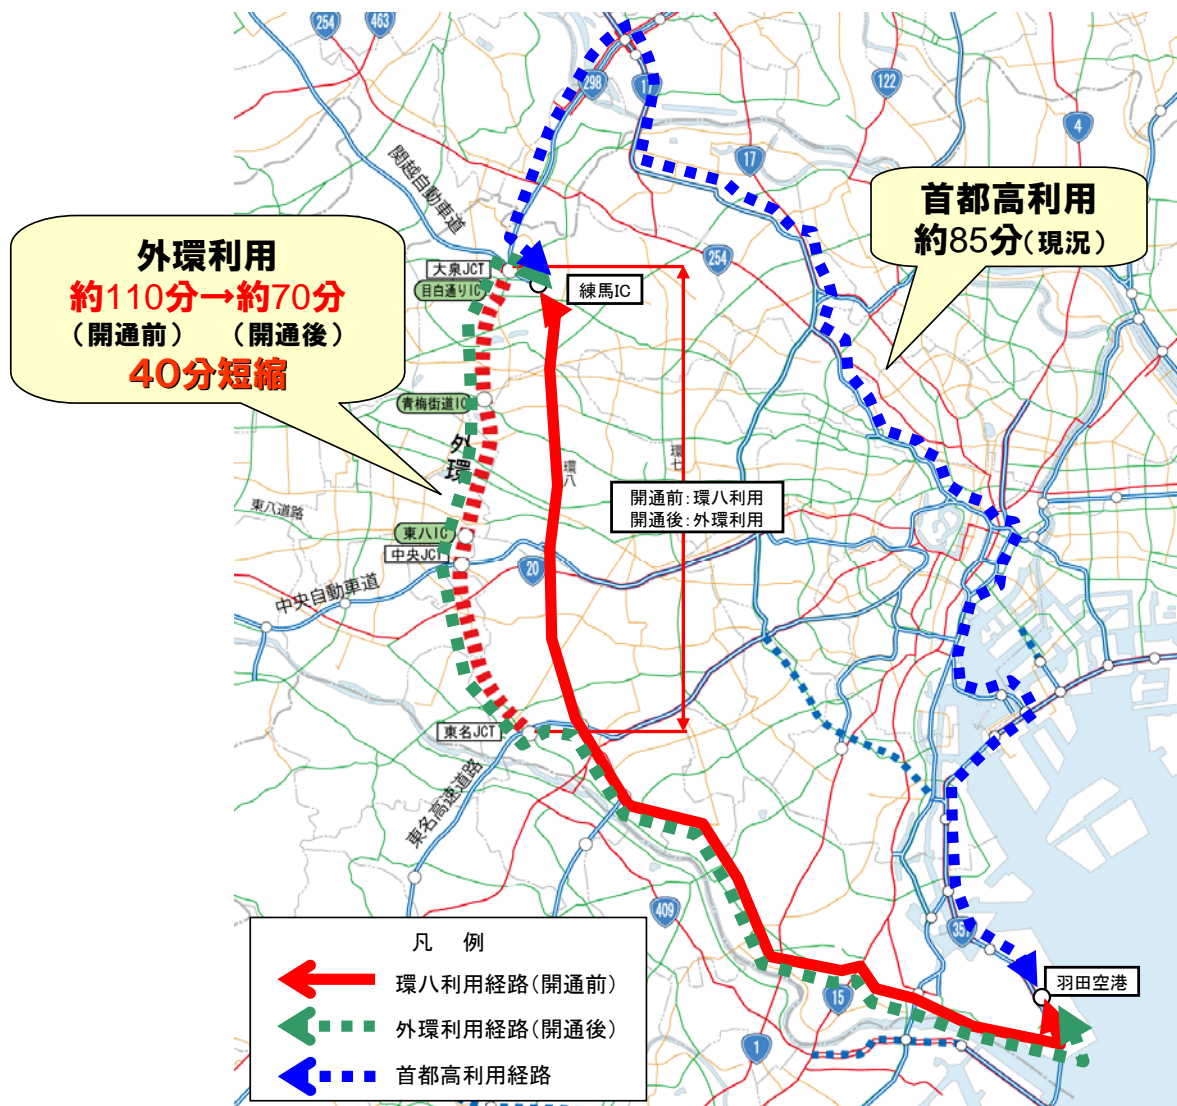 254
463
298
17
122
4
17
254
関越自動車道
首都高利用
約85分(現況)
外環利用
約110分→約70分
(開通前) (開通後)
40分短縮
大泉JCT
目白通りIC
練馬IC
青梅街道IC
外環
環八
環七
開通前:環八利用
開通後:外環利用
東八道路
東八IC
中央JCT
20
中央自動車道
東名JCT
東名高速道路
409
357
15
1
羽田空港
凡 例
環八利用経路(開通前)
外環利用経路(開通後)
首都高利用経路